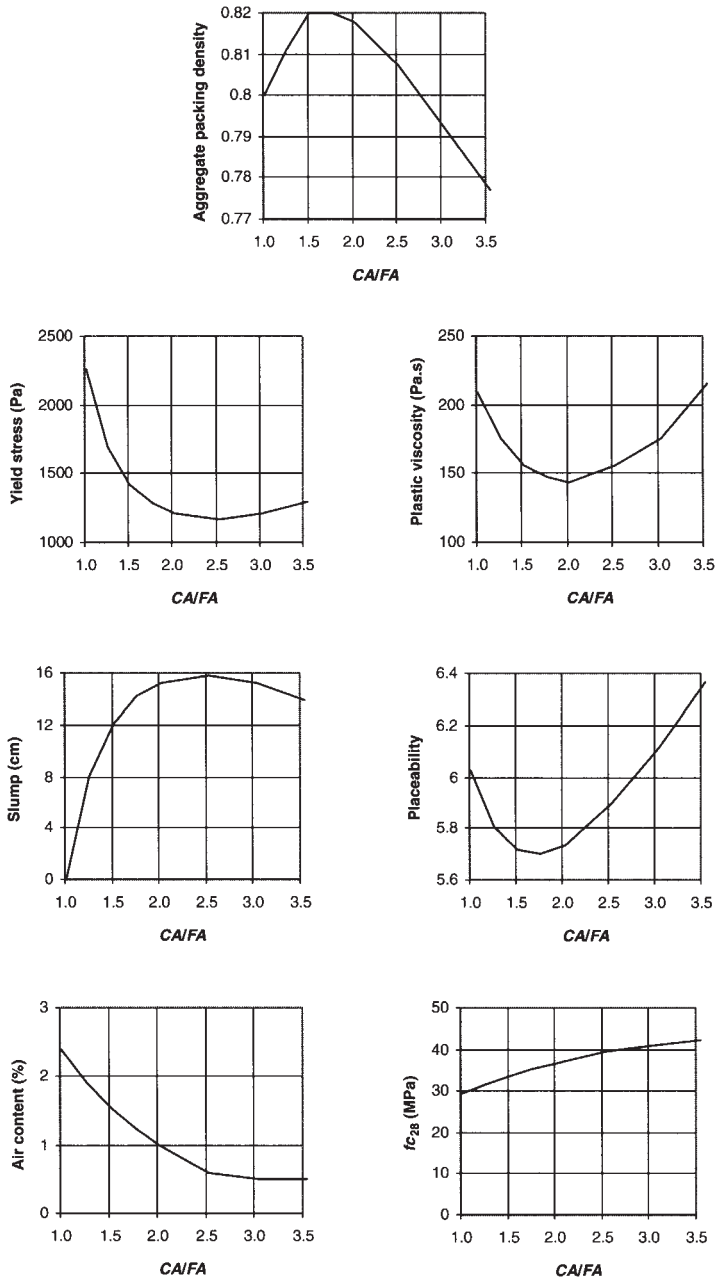 Aggregate packing density
0.82
0.81
0.8
0.79
0.78
0.77
1.0 1.5 2.0 2.5 3.0 3.5
CA/FA
Yield stress (Pa)
2500
2000
1500
1000
1.0 1.5 2.0 2.5 3.0 3.5
CA/FA
Plastic viscosity (Pa.s)
250
200
150
100
1.0 1.5 2.0 2.5 3.0 3.5
CA/FA
Slump (cm)
16
12
8
4
0
1.0 1.5 2.0 2.5 3.0 3.5
CA/FA
Placeability
6.4
6.2
6
5.8
5.6
1.0 1.5 2.0 2.5 3.0 3.5
CA/FA
Air content (%)
3
2
1
0
1.0 1.5 2.0 2.5 3.0 3.5
CA/FA
fc28 (MPa)
50
40
30
20
10
0
1.0 1.5 2.0 2.5 3.0 3.5
CA/FA